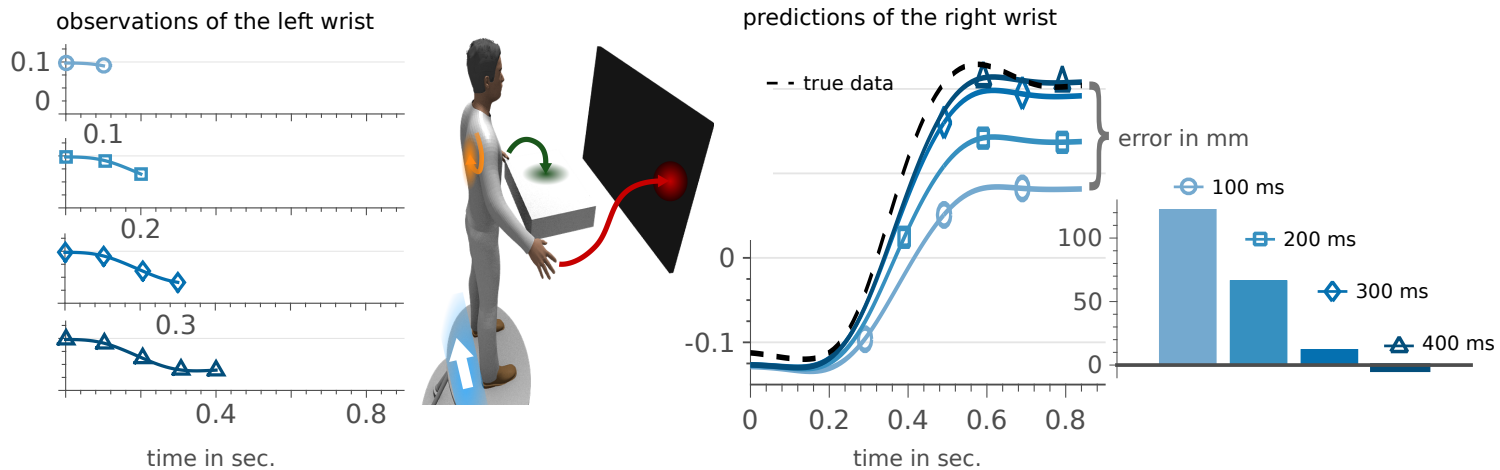 observations of the left wrist
0.1
0
0.1
0.2
0.3
0.4
0.8
time in sec.
predictions of the right wrist
true data
error in mm
0
-0.1
0
0.2
0.4
0.6
0.8
time in sec.
100 ms
200 ms
300 ms
400 ms
100
50
0